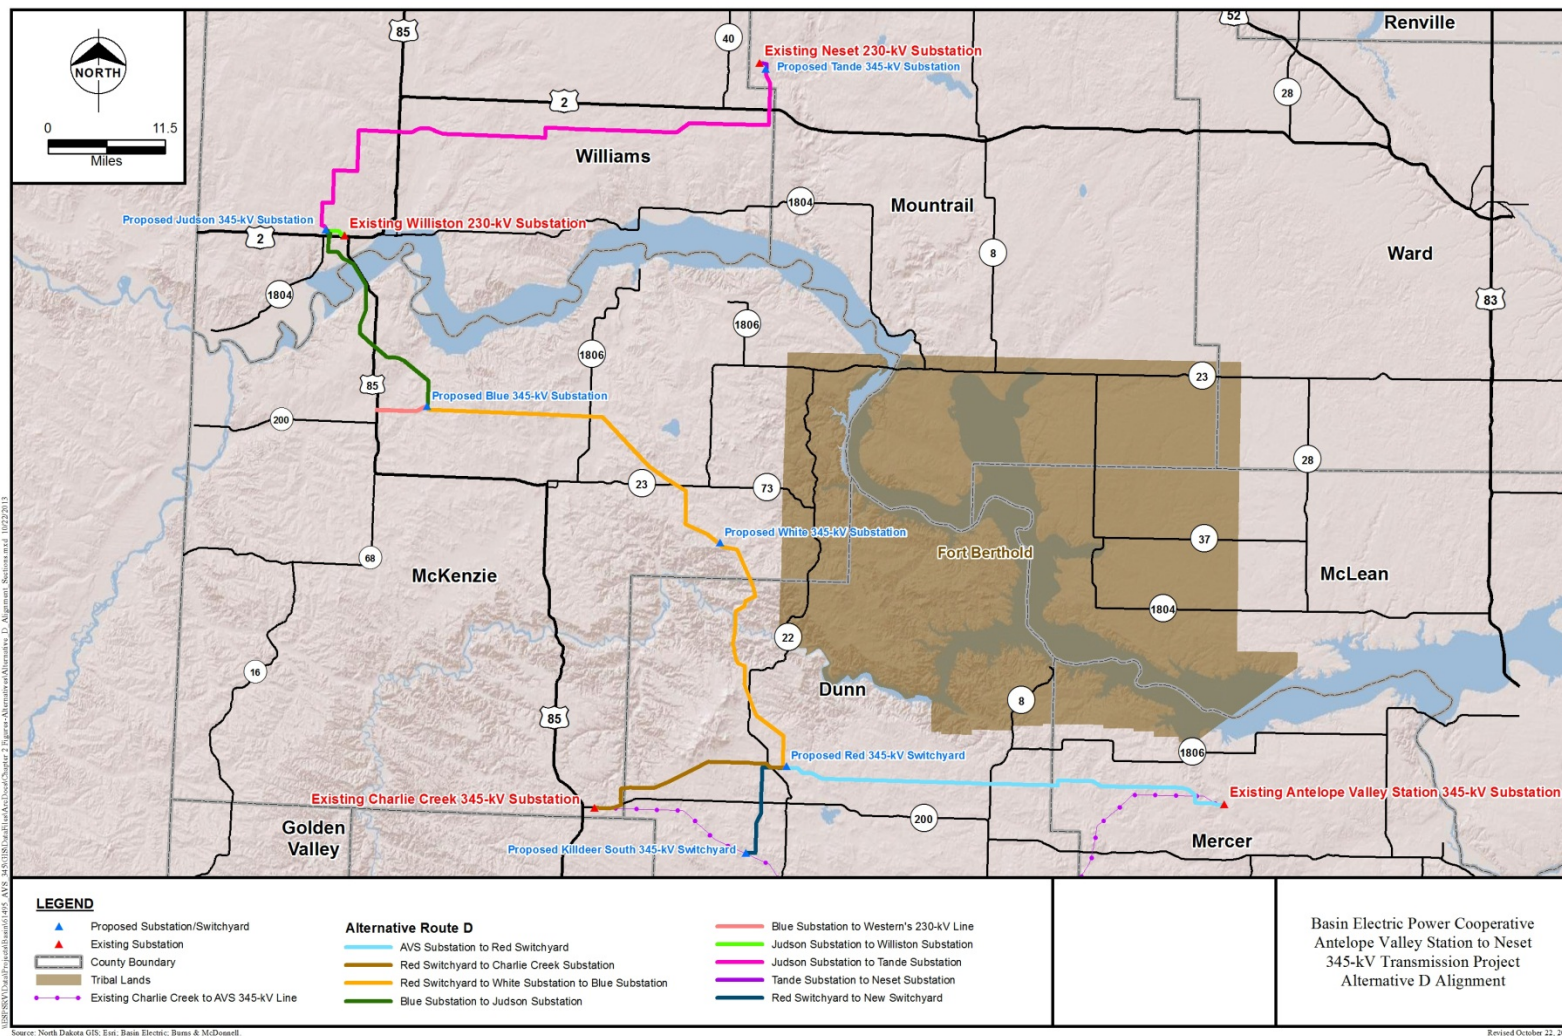 NORTH
0 11.5
Miles
85
40
Existing Neset 230-kV Substation
Proposed Tande 345-kV Substation
52
Renville
2
28
Williams
Proposed Judson 345-kV Substation
Existing Williston 230-kV Substation
2
1804
Mountrail
8
Ward
1804
83
1806
1806
85
23
Proposed Blue 345-kV Substation
200
28
23
73
Proposed White 345-kV Substation
Fort Berthold
37
68
McKenzie
McLean
1804
22
16
Dunn
8
85
1806
Proposed Red 345-kV Switchyard
Existing Charlie Creek 345-kV Substation
Existing Antelope Valley Station 345-kV Substation
200
Golden
Valley
Proposed Killdeer South 345-kV Switchyard
Mercer
LEGEND
Proposed Substation/Switchyard
Existing Substation
County Boundary
Tribal Lands
Existing Charlie Creek to AVS 345-kV Line
Alternative Route D
AVS Substation to Red Switchyard
Red Switchyard to Charlie Creek Substation
Red Switchyard to White Substation to Blue Substation
Blue Substation to Judson Substation
Blue Substation to Western's 230-kV Line
Judson Substation to Williston Substation
Judson Substation to Tande Substation
Tande Substation to Neset Substation
Red Switchyard to New Switchyard
Basin Electric Power Cooperative
Antelope Valley Station to Neset
345-kV Transmission Project
Alternative D Alignment
Source: North Dakota GIS; Esri; Basin Electric; Burns & McDonnell.
Revised October 22, 20